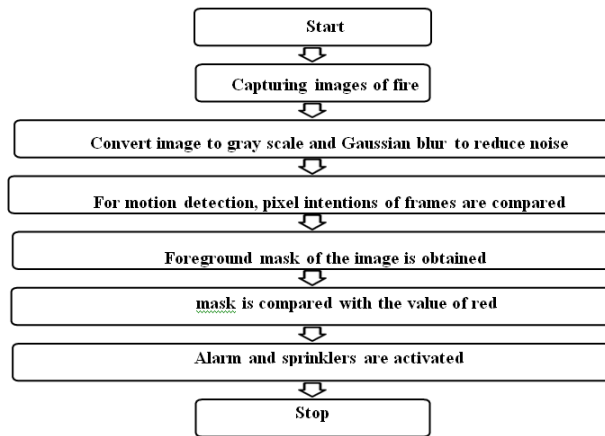 Start
Capturing images of fire
Convert image to gray scale and Gaussian blur to reduce noise
For motion detection, pixel intentions of frames are compared
Foreground mask of the image is obtained
mask is compared with the value of red
Alarm and sprinklers are activated
Stop